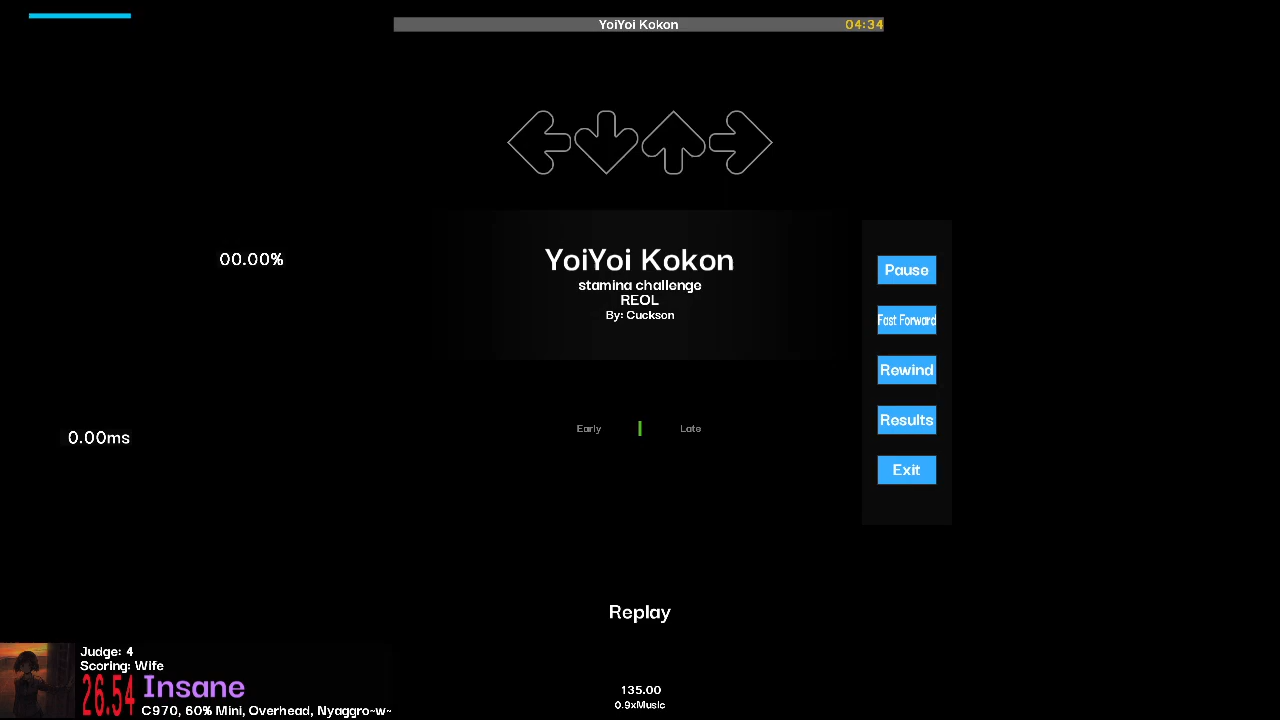 YoiYoi Kokon 04:34
YoiYoi Kokon
stamina challenge
REOL
By: Cuckson
00.00%
Pause
Fast Forward
Rewind
Results
Exit
Early Late
0.00ms
Replay
Judge: 4
Scoring: Wife
26.54 Insane
C970, 60% Mini, Overhead, Nyaggro~w~
135.00
0.9xMusic